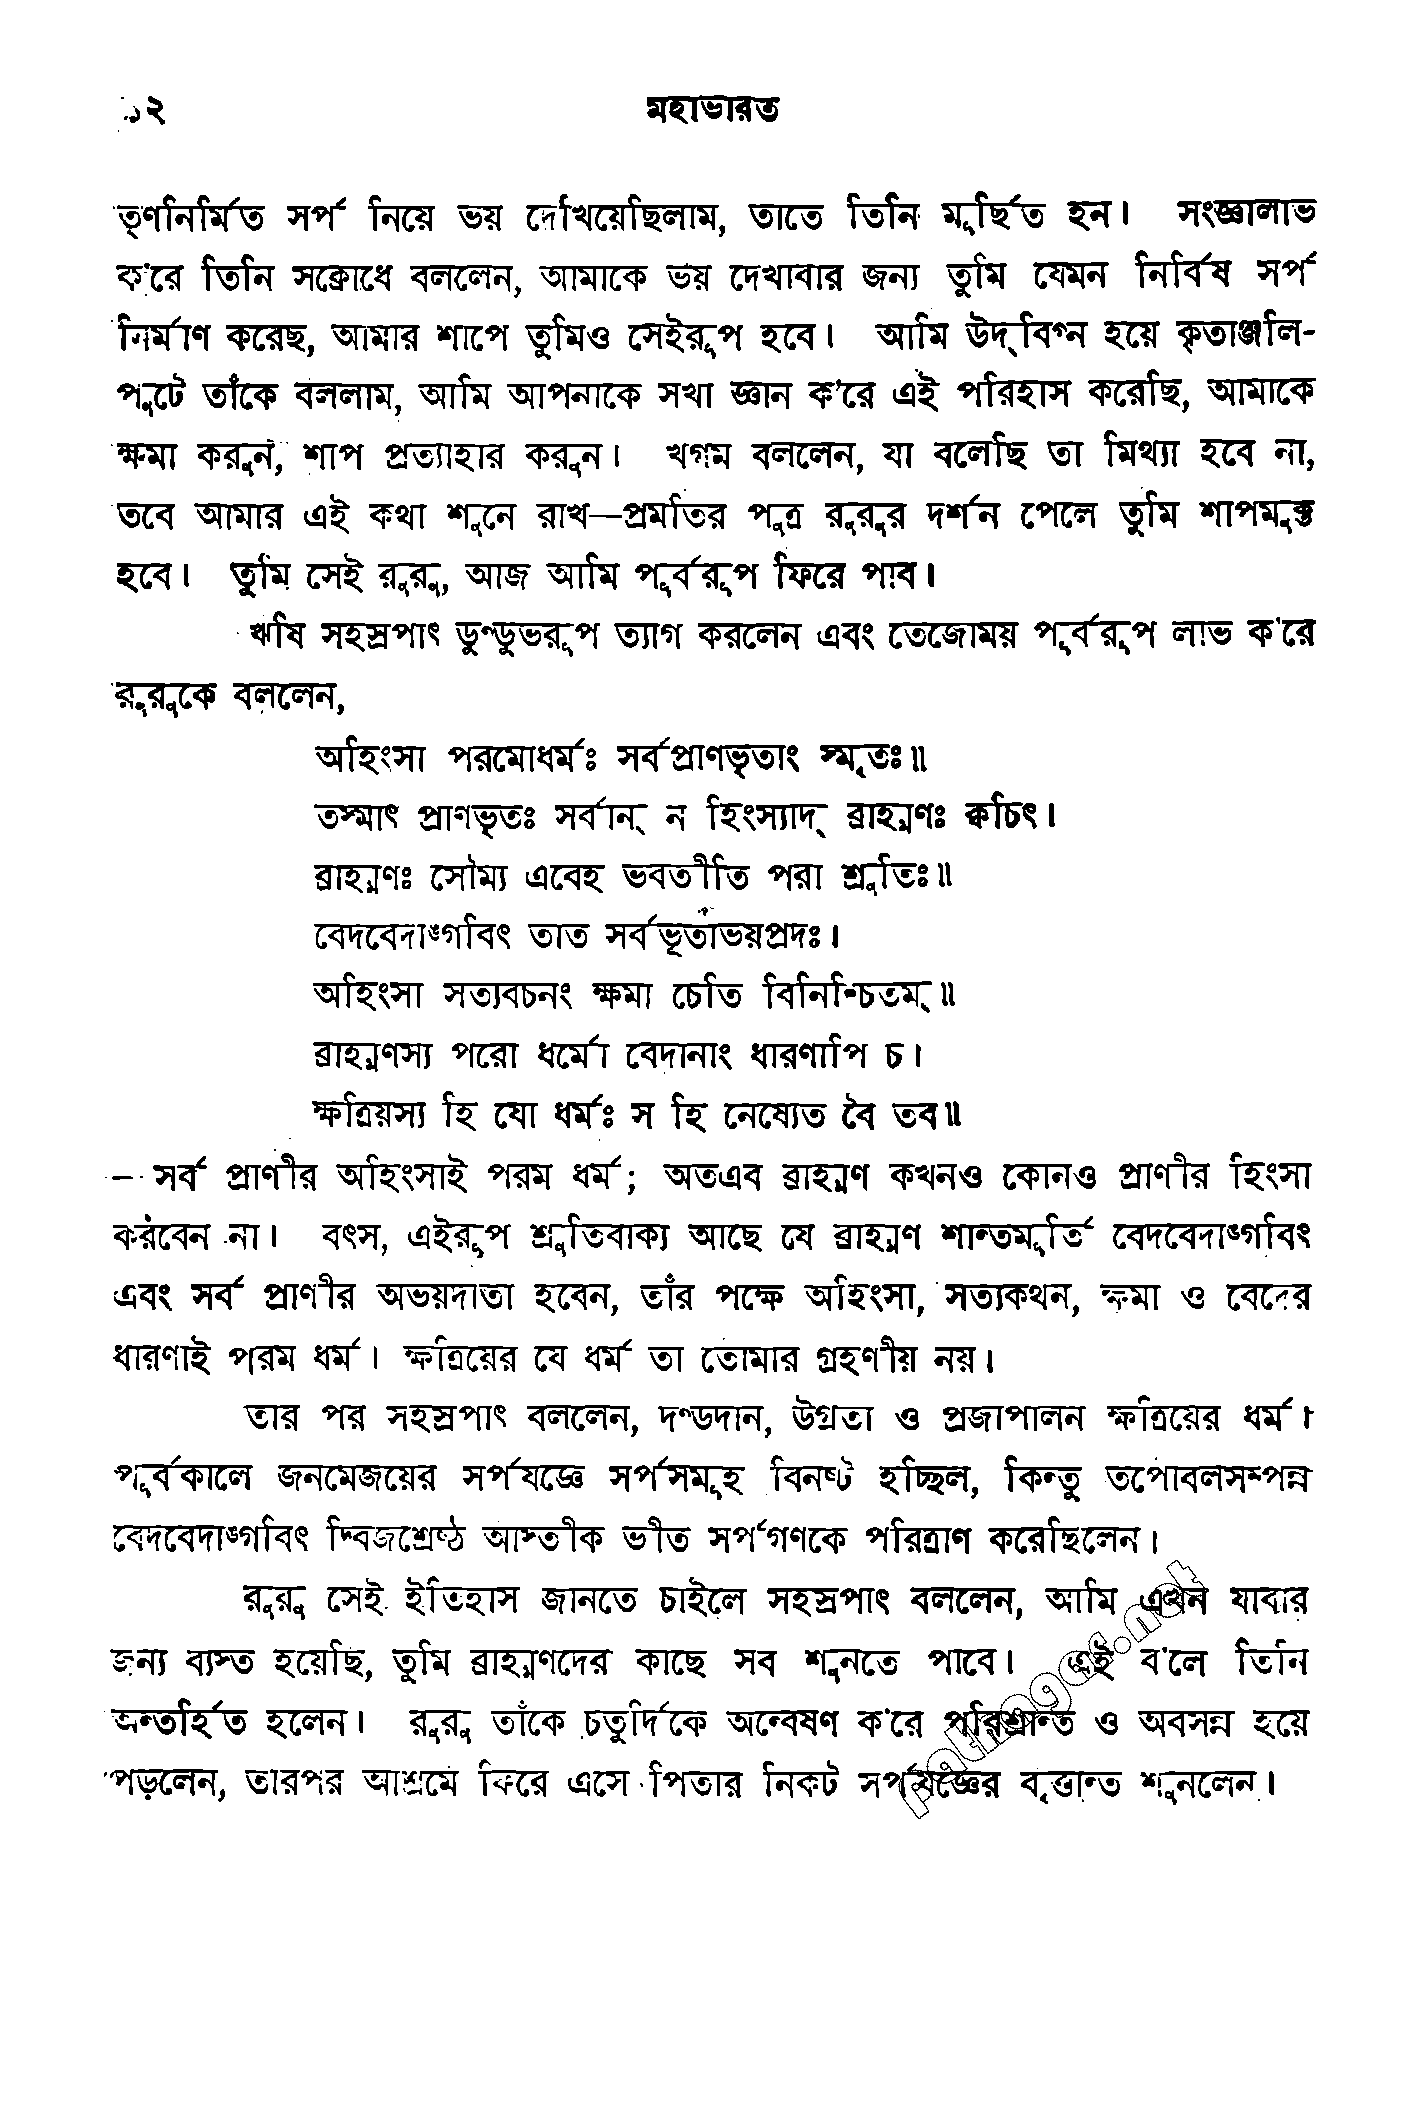 ১২ মহাভারত
তৃণনির্মিত সর্প নিয়ে ভয় দেখিয়েছিলাম, তাতে তিনি মূর্ছিত হন। সংজ্ঞালাভ
ক'রে তিনি সক্রোধে বললেন, আমাকে ভয় দেখাবার জন্য তুমি যেমন নির্বিষ সর্প
নির্মাণ করেছ, আমার শাপে তুমিও সেইরূপ হবে। আমি উদ্‌বিগ্ন হয়ে কৃতাঞ্জলি-
পুটে তাঁকে বললাম, আমি আপনাকে সখা জ্ঞান ক'রে এই পরিহাস করেছি, আমাকে
ক্ষমা করুন, শাপ প্রত্যাহার করুন। খগম বললেন, যা বলেছি তা মিথ্যা হবে না,
তবে আমার এই কথা শুনে রাখ—প্রমতির পুত্র রুরুর দর্শন পেলে তুমি শাপমুক্ত
হবে। তুমি সেই রুরু, আজ আমি পূর্বরূপ ফিরে পাব।
ঋষি সহস্রপাৎ ডুণ্ডুভরূপ ত্যাগ করলেন এবং তেজোময় পূর্বরূপ লাভ ক'রে
রুরুকে বললেন,
অহিংসা পরমোধর্মঃ সর্বপ্রাণভৃতাং স্মৃতঃ॥
তস্মাৎ প্রাণভৃতঃ সর্বান্ ন হিংস্যাদ্ ব্রাহ্মণঃ ক্বচিৎ।
ব্রাহ্মণঃ সৌম্য এবেহ ভবতীতি পরা শ্রুতিঃ॥
বেদবেদাঙ্গবিৎ তাত সর্বভূতাভয়প্রদঃ।
অহিংসা সত্যবচনং ক্ষমা চেতি বিনিশ্চিতম্॥
ব্রাহ্মণস্য পরো ধর্মো বেদানাং ধারণাপি চ।
ক্ষত্রিয়স্য হি যো ধর্মঃ স হি নেষ্যেত বৈ তব॥
— সর্ব প্রাণীর অহিংসাই পরম ধর্ম; অতএব ব্রাহ্মণ কখনও কোনও প্রাণীর হিংসা
করবেন না। বৎস, এইরূপ শ্রুতিবাক্য আছে যে ব্রাহ্মণ শান্তমূর্তি বেদবেদাঙ্গবিৎ
এবং সর্ব প্রাণীর অভয়দাতা হবেন, তাঁর পক্ষে অহিংসা, সত্যকথন, ক্ষমা ও বেদের
ধারণাই পরম ধর্ম। ক্ষত্রিয়ের যে ধর্ম তা তোমার গ্রহণীয় নয়।
তার পর সহস্রপাৎ বললেন, দণ্ডদান, উগ্রতা ও প্রজাপালন ক্ষত্রিয়ের ধর্ম।
পূর্বকালে জনমেজয়ের সর্পযজ্ঞে সর্পসমূহ বিনষ্ট হচ্ছিল, কিন্তু তপোবলসম্পন্ন
বেদবেদাঙ্গবিৎ দ্বিজশ্রেষ্ঠ আস্তীক ভীত সর্পগণকে পরিত্রাণ করেছিলেন।
রুরু সেই ইতিহাস জানতে চাইলে সহস্রপাৎ বললেন, আমি এখন যাবার
জন্য ব্যস্ত হয়েছি, তুমি ব্রাহ্মণদের কাছে সব শুনতে পাবে। এই ব'লে তিনি
অন্তর্হিত হলেন। রুরু তাঁকে চতুর্দিকে অন্বেষণ ক'রে পরিশ্রান্ত ও অবসন্ন হয়ে
পড়লেন, তারপর আশ্রমে ফিরে এসে পিতার নিকট সর্পযজ্ঞের বৃত্তান্ত শুনলেন।
pathagar.net